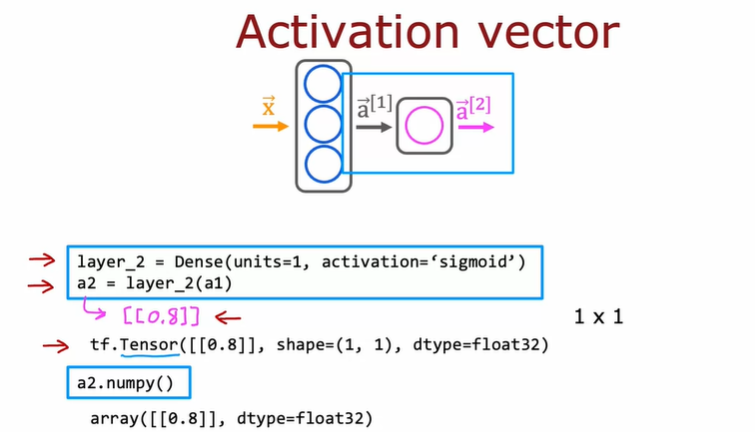 Activation vector
x⃗
a⃗[1]
a⃗[2]
layer_2 = Dense(units=1, activation=‘sigmoid’)
a2 = layer_2(a1)
[[0.8]]
1 x 1
tf.Tensor([[0.8]], shape=(1, 1), dtype=float32)
a2.numpy()
array([[0.8]], dtype=float32)